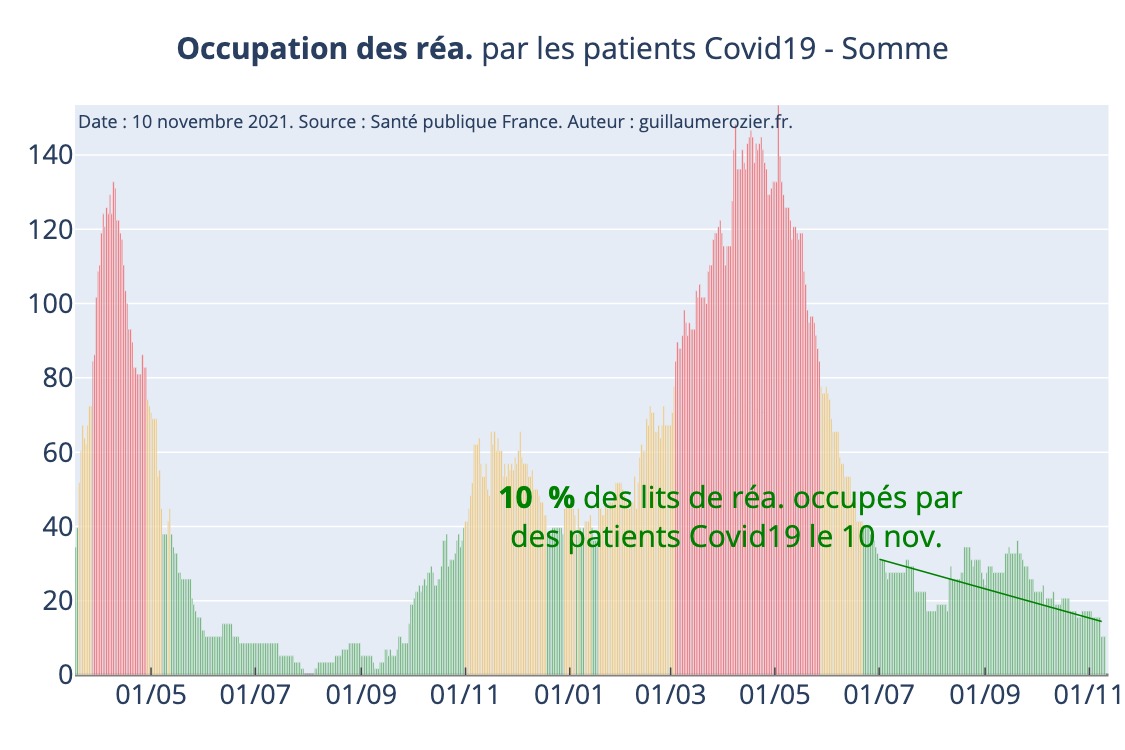 Occupation des réa. par les patients Covid19 - Somme
Date : 10 novembre 2021. Source : Santé publique France. Auteur : guillaumerozier.fr.
140
120
100
80
60
40
20
0
10  % des lits de réa. occupés par
des patients Covid19 le 10 nov.
01/05 01/07 01/09 01/11 01/01 01/03 01/05 01/07 01/09 01/11